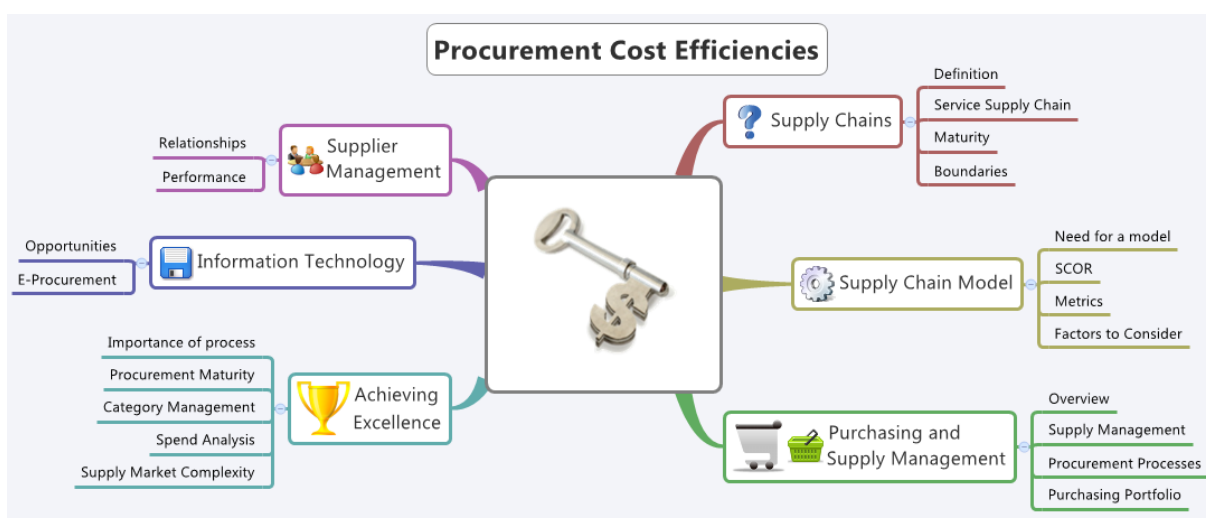 Procurement Cost Efficiencies
Supply Chains
Definition
Service Supply Chain
Maturity
Boundaries
Supply Chain Model
Need for a model
SCOR
Metrics
Factors to Consider
Purchasing and
Supply Management
Overview
Supply Management
Procurement Processes
Purchasing Portfolio
Supplier
Management
Relationships
Performance
Information Technology
Opportunities
E-Procurement
Achieving
Excellence
Importance of process
Procurement Maturity
Category Management
Spend Analysis
Supply Market Complexity
$